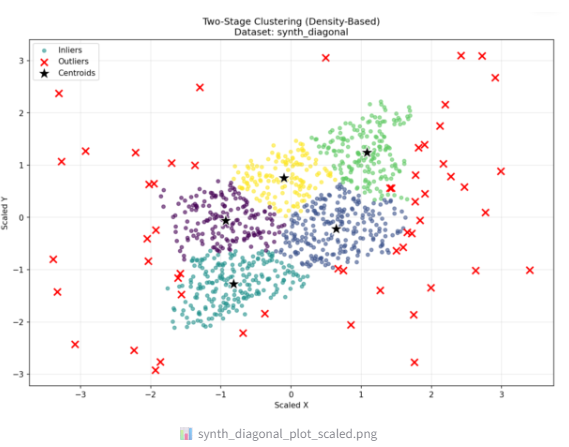 Two-Stage Clustering (Density-Based)
Dataset: synth_diagonal
Inliers
Outliers
Centroids
Scaled Y
3
2
1
0
−1
−2
−3
−3 −2 −1 0 1 2 3
Scaled X
synth_diagonal_plot_scaled.png